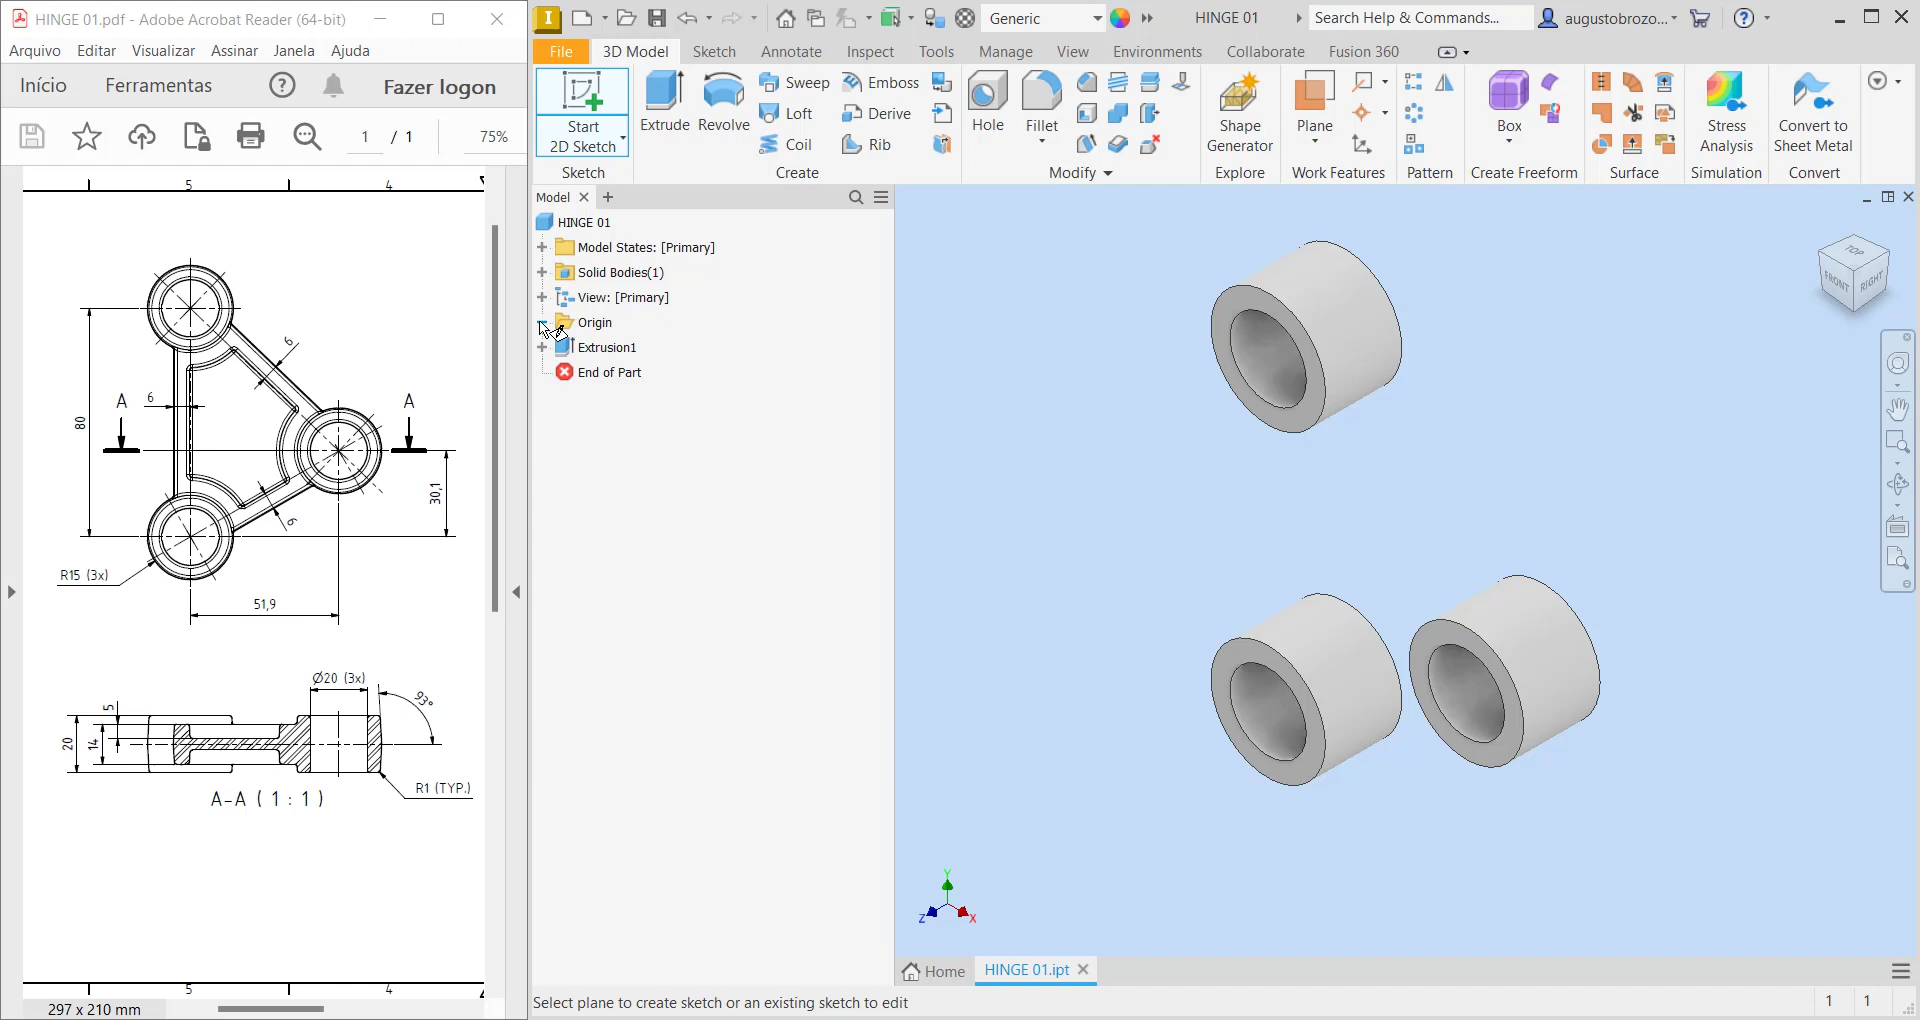 HINGE 01.pdf - Adobe Acrobat Reader (64-bit)
Arquivo Editar Visualizar Assinar Janela Ajuda
Início Ferramentas Fazer logon
1 / 1 75%
5 4
80
A A
6
6
6
30,1
R15 (3x)
51,9
Ø20 (3x)
93°
5
20
14
R1 (TYP.)
A-A ( 1 : 1 )
5 4
297 x 210 mm
Generic HINGE 01 Search Help & Commands... augustobrozo...
File 3D Model Sketch Annotate Inspect Tools Manage View Environments Collaborate Fusion 360
Start
2D Sketch
Extrude Revolve
Sweep Emboss
Loft Derive
Coil Rib
Hole Fillet
Shape
Generator
Plane
Box
Stress
Analysis
Convert to
Sheet Metal
Sketch Create Modify Explore Work Features Pattern Create Freeform Surface Simulation Convert
Model
HINGE 01
Model States: [Primary]
Solid Bodies(1)
View: [Primary]
Origin
Extrusion1
End of Part
TOP
FRONT RIGHT
Y
Z X
Home HINGE 01.ipt
Select plane to create sketch or an existing sketch to edit 1 1